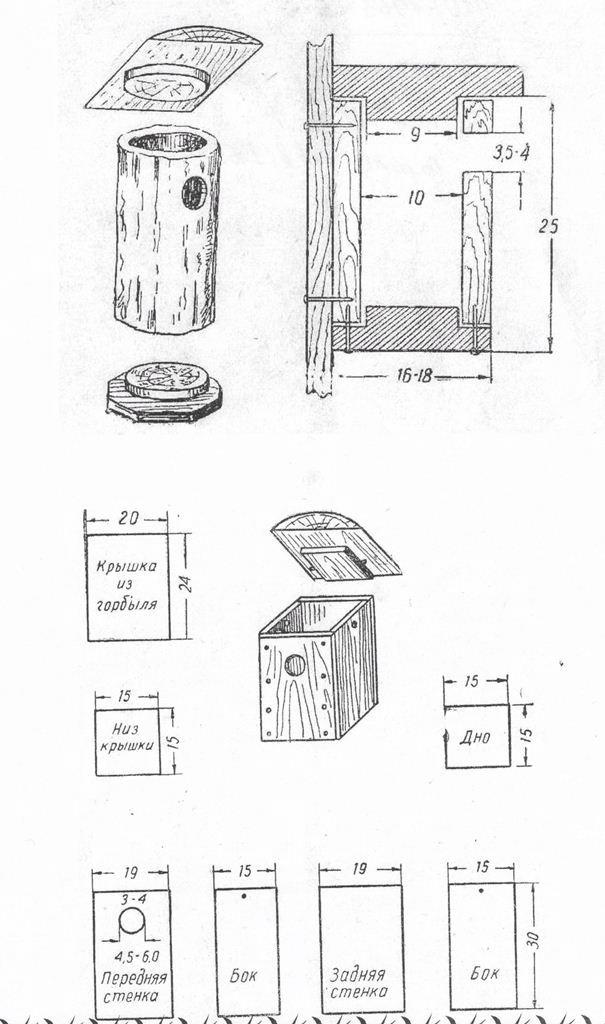 9
3,5-4
10
25
16-18
20
Крышка
из
горбыля
24
15
Низ
крышки
15
15
Дно
15
19
3-4
4,5-6,0
Передняя
стенка
15
Бок
19
Задняя
стенка
15
Бок
30